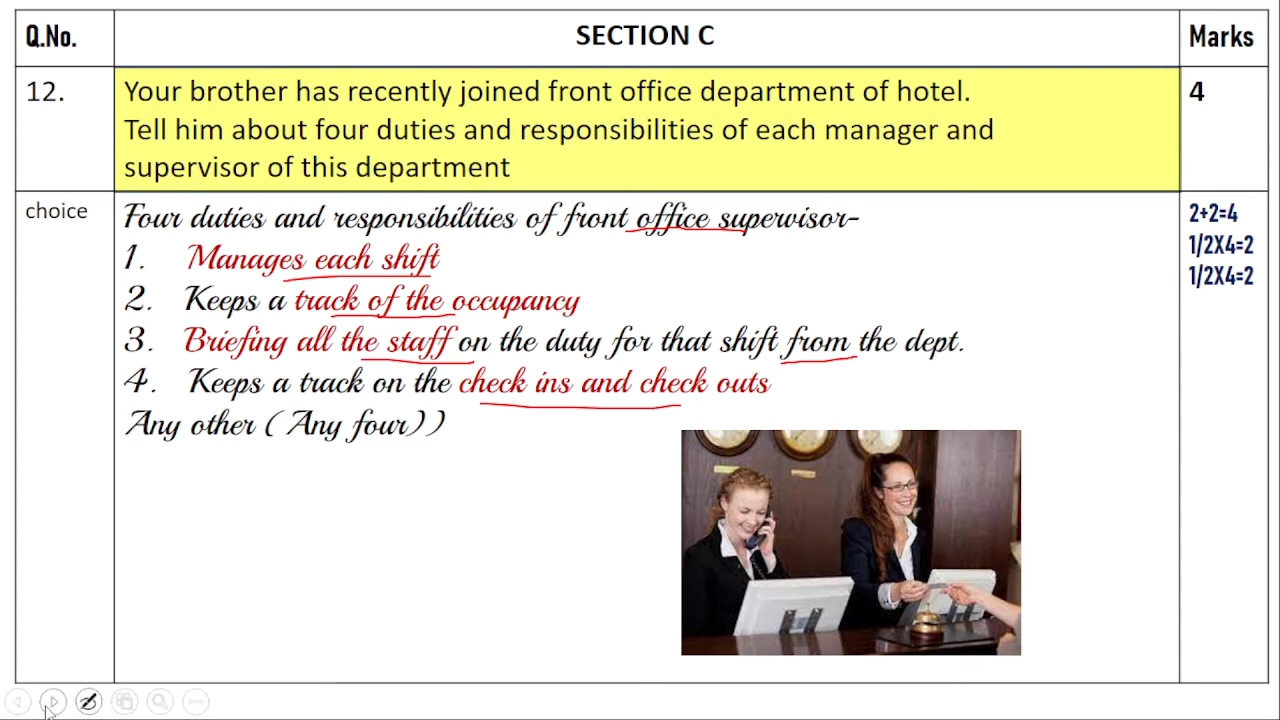 Q.No.
SECTION C
Marks
12.
Your brother has recently joined front office department of hotel.
Tell him about four duties and responsibilities of each manager and
supervisor of this department
4
choice
Four duties and responsibilities of front office supervisor-
1. Manages each shift
2. Keeps a track of the occupancy
3. Briefing all the staff on the duty for that shift from the dept.
4. Keeps a track on the check ins and check outs
Any other ( Any four))
2+2=4
1/2X4=2
1/2X4=2